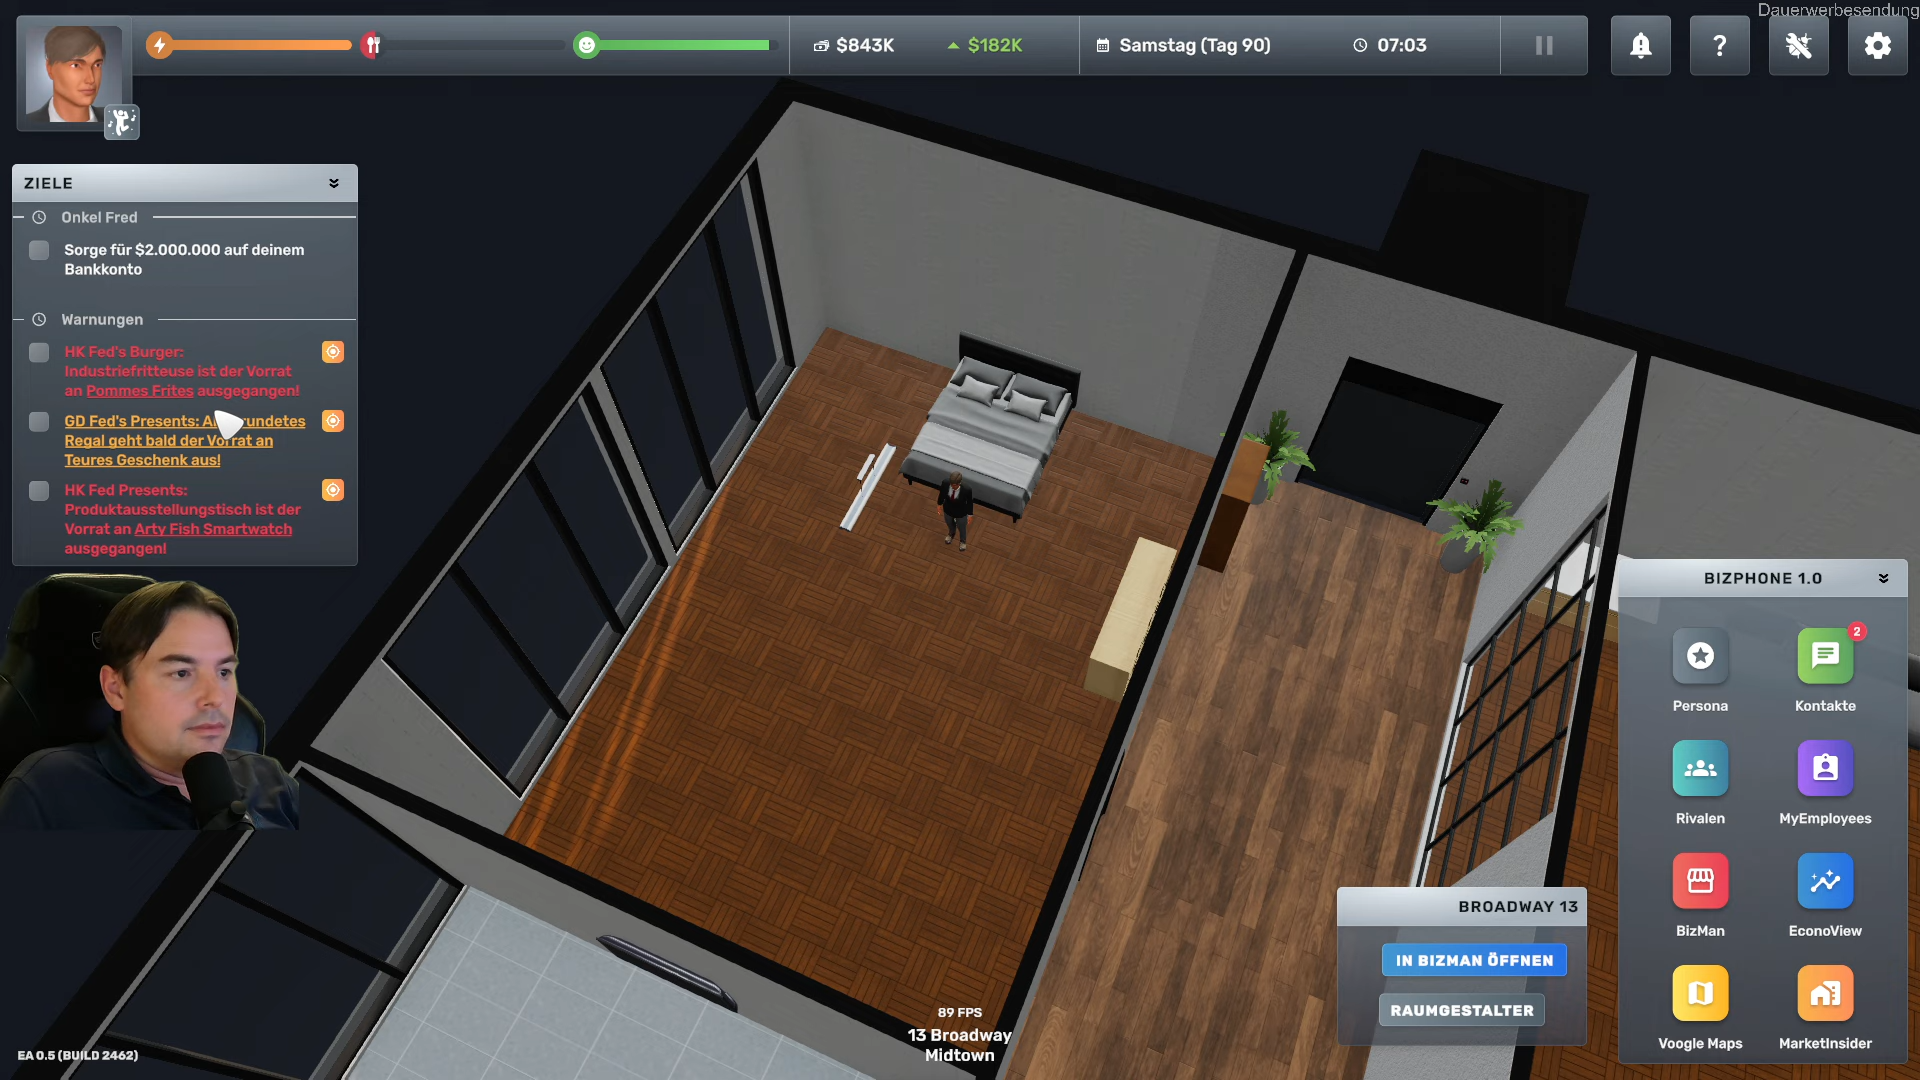 Dauerwerbesendung
$843K
$182K
Samstag (Tag 90)
07:03
ZIELE
Onkel Fred
Sorge für $2.000.000 auf deinem
Bankkonto
Warnungen
HK Fed's Burger:
Industriefritteuse ist der Vorrat
an Pommes Frites ausgegangen!
GD Fed's Presents:
Regal geht bald der Vorrat an
Teures Geschenk aus!
HK Fed Presents:
Produktausstellungstisch ist der
Vorrat an Arty Fish Smartwatch
ausgegangen!
BIZPHONE 1.0
2
Persona
Kontakte
Rivalen
MyEmployees
BizMan
EconoView
Voogle Maps
MarketInsider
BROADWAY 13
IN BIZMAN ÖFFNEN
RAUMGESTALTER
89 FPS
13 Broadway
Midtown
EA 0.5 (BUILD 2462)